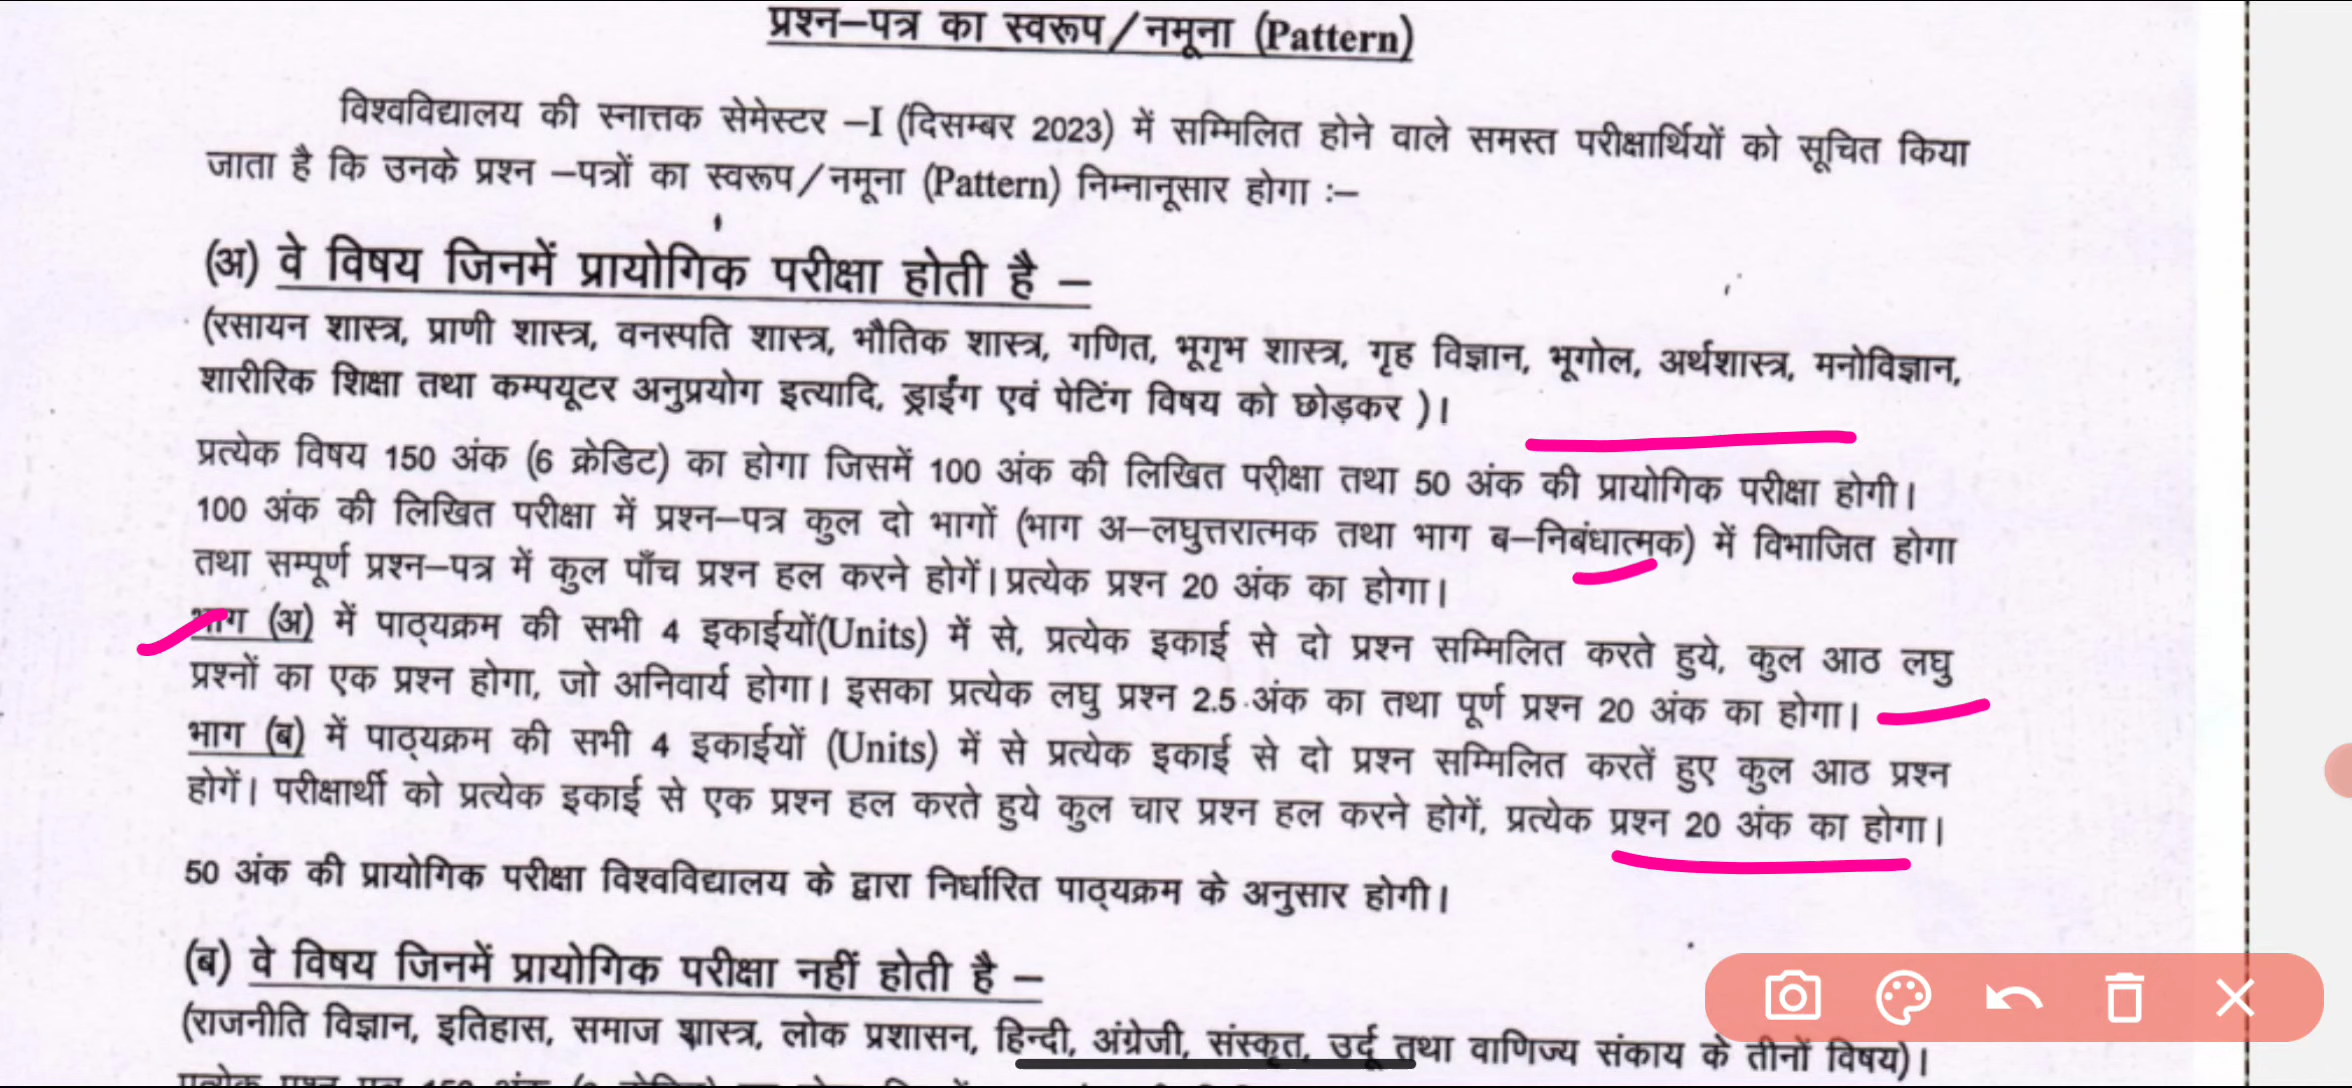 प्रश्न–पत्र का स्वरूप/नमूना (Pattern)
विश्वविद्यालय की स्नात्तक सेमेस्टर –I (दिसम्बर 2023) में सम्मिलित होने वाले समस्त परीक्षार्थियों को सूचित किया
जाता है कि उनके प्रश्न –पत्रों का स्वरूप/नमूना (Pattern) निम्नानूसार होगा :–
(अ) वे विषय जिनमें प्रायोगिक परीक्षा होती है –
(रसायन शास्त्र, प्राणी शास्त्र, वनस्पति शास्त्र, भौतिक शास्त्र, गणित, भूगृभ शास्त्र, गृह विज्ञान, भूगोल, अर्थशास्त्र, मनोविज्ञान,
शारीरिक शिक्षा तथा कम्पयूटर अनुप्रयोग इत्यादि, ड्राईंग एवं पेटिंग विषय को छोड़कर )।
प्रत्येक विषय 150 अंक (6 क्रेडिट) का होगा जिसमें 100 अंक की लिखित परीक्षा तथा 50 अंक की प्रायोगिक परीक्षा होगी।
100 अंक की लिखित परीक्षा में प्रश्न–पत्र कुल दो भागों (भाग अ–लघुत्तरात्मक तथा भाग ब–निबंधात्मक) में विभाजित होगा
तथा सम्पूर्ण प्रश्न–पत्र में कुल पाँच प्रश्न हल करने होगें। प्रत्येक प्रश्न 20 अंक का होगा।
भाग (अ) में पाठ्यक्रम की सभी 4 इकाईयों(Units) में से, प्रत्येक इकाई से दो प्रश्न सम्मिलित करते हुये, कुल आठ लघु
प्रश्नों का एक प्रश्न होगा, जो अनिवार्य होगा। इसका प्रत्येक लघु प्रश्न 2.5 अंक का तथा पूर्ण प्रश्न 20 अंक का होगा।
भाग (ब) में पाठ्यक्रम की सभी 4 इकाईयों (Units) में से प्रत्येक इकाई से दो प्रश्न सम्मिलित करतें हुए कुल आठ प्रश्न
होगें। परीक्षार्थी को प्रत्येक इकाई से एक प्रश्न हल करते हुये कुल चार प्रश्न हल करने होगें, प्रत्येक प्रश्न 20 अंक का होगा।
50 अंक की प्रायोगिक परीक्षा विश्वविद्यालय के द्वारा निर्धारित पाठ्यक्रम के अनुसार होगी।
(ब) वे विषय जिनमें प्रायोगिक परीक्षा नहीं होती है –
(राजनीति विज्ञान, इतिहास, समाज शास्त्र, लोक प्रशासन, हिन्दी, अंग्रेजी, संस्कृत, उर्दू तथा वाणिज्य संकाय के तीनों विषय)।